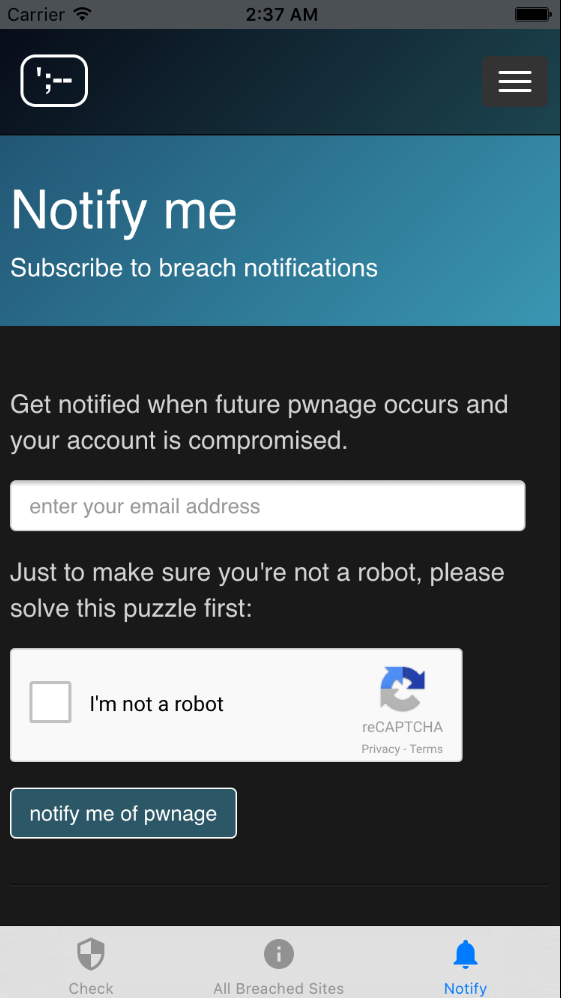 Carrier 2:37 AM
';--
Notify me
Subscribe to breach notifications
Get notified when future pwnage occurs and
your account is compromised.
enter your email address
Just to make sure you're not a robot, please
solve this puzzle first:
I'm not a robot
reCAPTCHA
Privacy - Terms
notify me of pwnage
Check All Breached Sites Notify